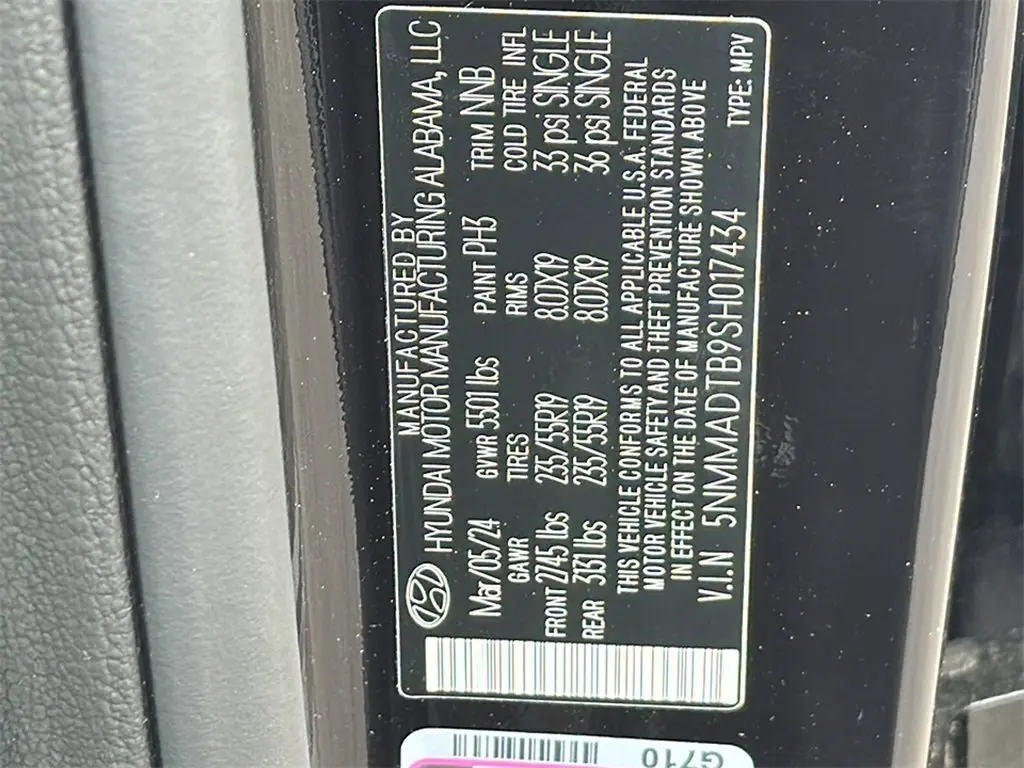 MANUFACTURED BY
HYUNDAI MOTOR MANUFACTURING ALABAMA, LLC
Mar/05/24 GVWR 5501 lbs PAINT PH3 TRIM NNB
GAWR TIRES RIMS COLD TIRE INFL
FRONT 2745 lbs 235/55R19 8.0JX19 33 psi SINGLE
REAR 3131 lbs 235/55R19 8.0JX19 36 psi SINGLE
THIS VEHICLE CONFORMS TO ALL APPLICABLE U.S.A. FEDERAL
MOTOR VEHICLE SAFETY AND THEFT PREVENTION STANDARDS
IN EFFECT ON THE DATE OF MANUFACTURE SHOWN ABOVE
V.I.N 5NMMADTB9SH017434 TYPE: MPV
G710